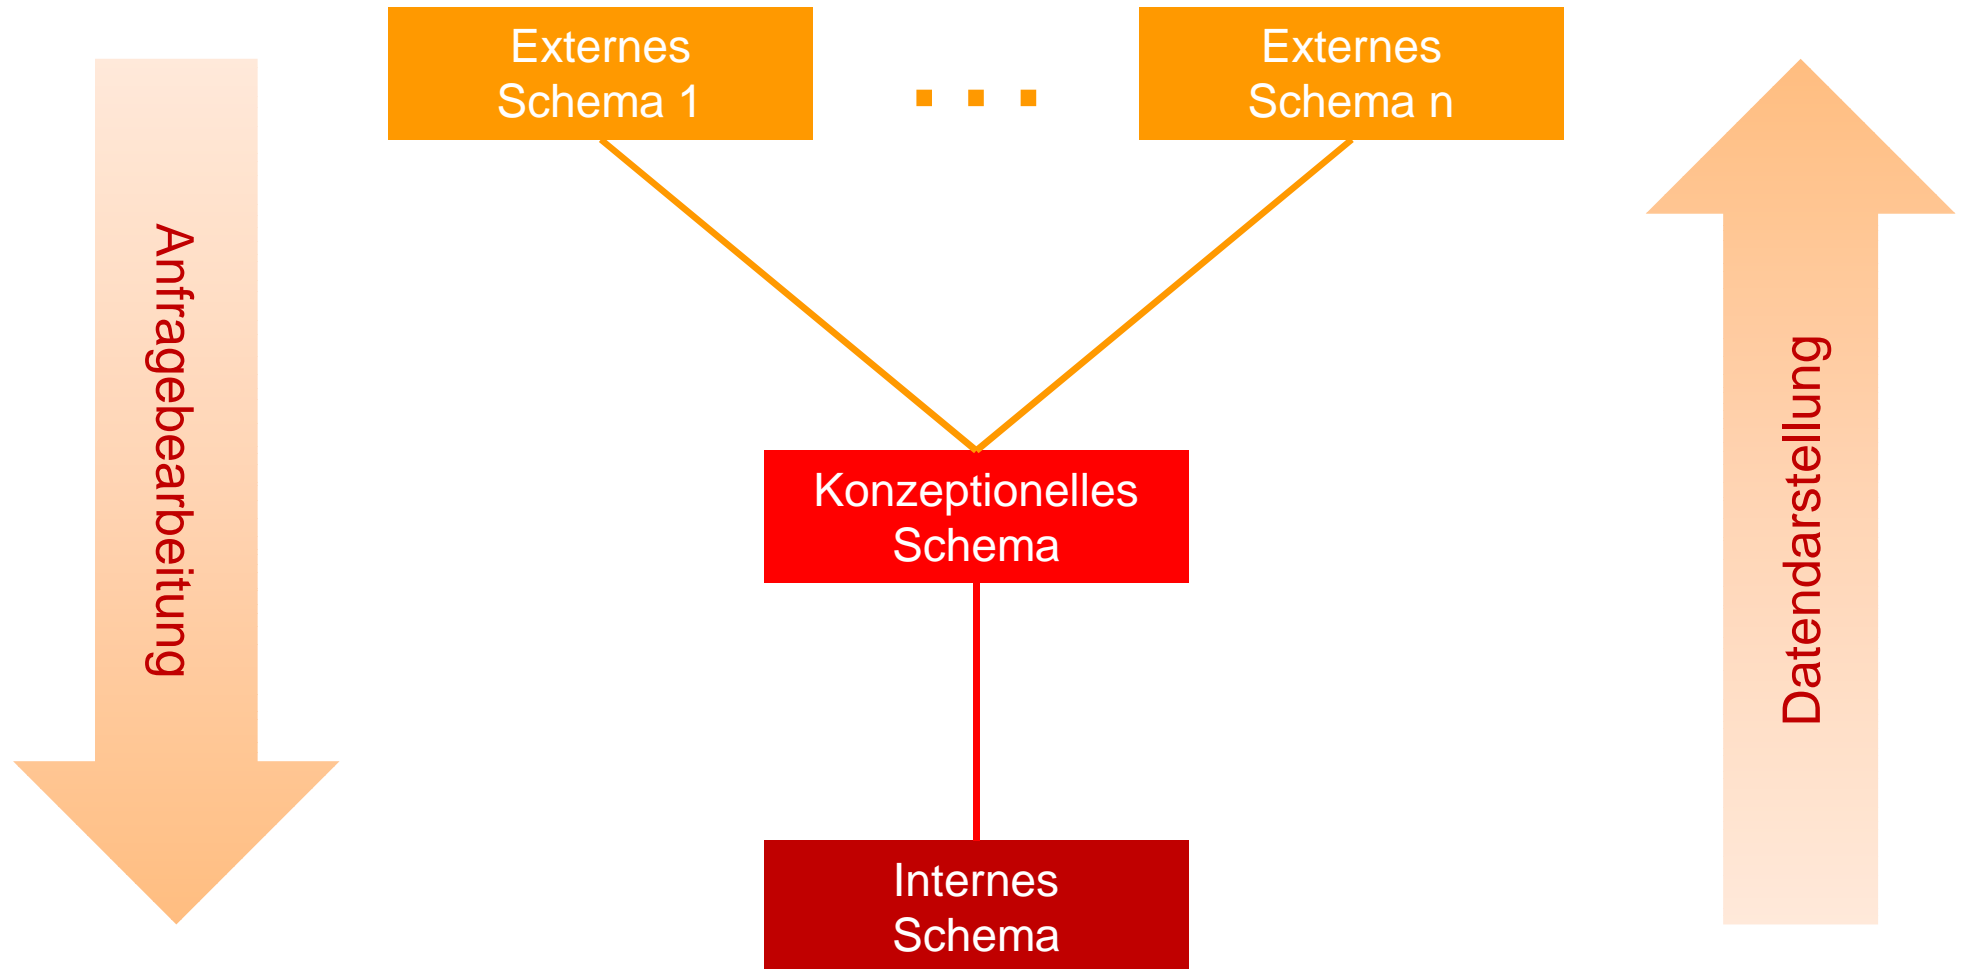 Externes
Schema 1
. . .
Externes
Schema n
Anfragebearbeitung
Konzeptionelles
Schema
Datendarstellung
Internes
Schema